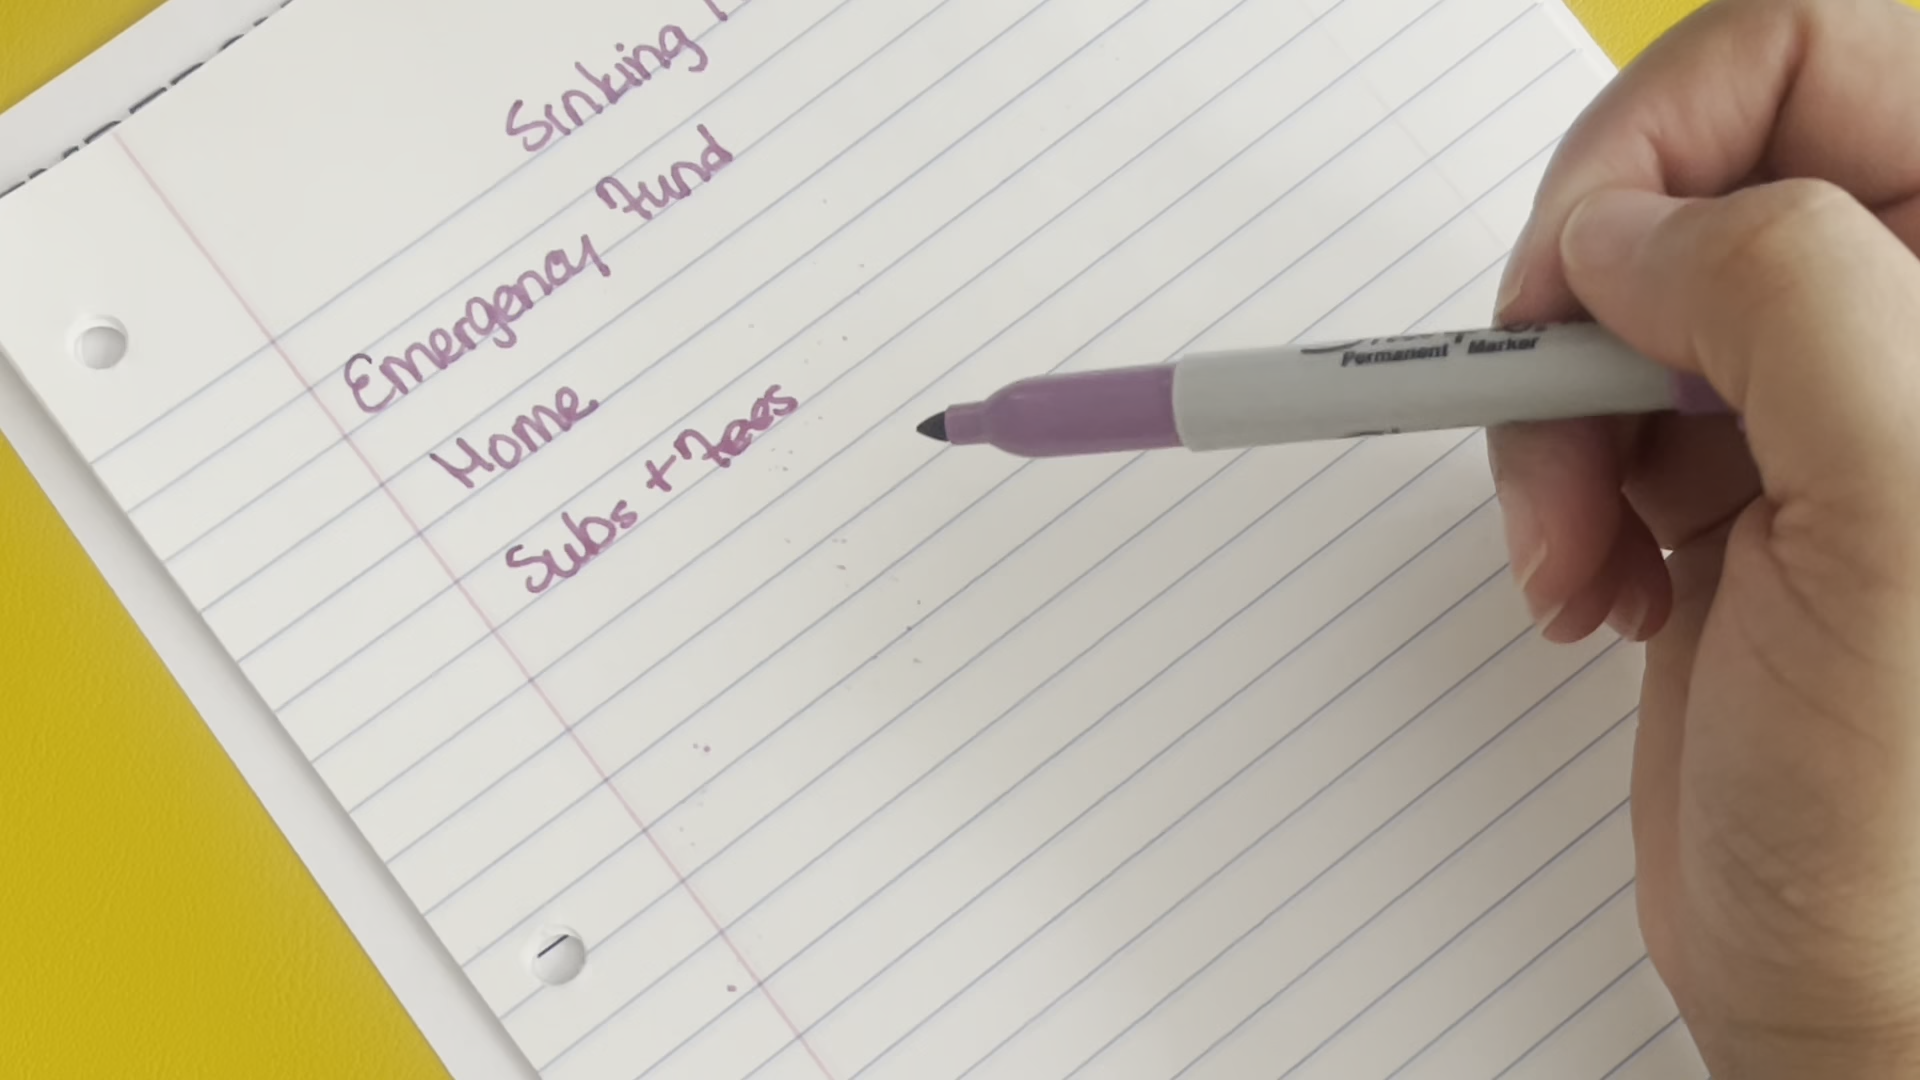 Sinking
Emergency Fund
Home
Subs + Fees
Permanent Marker